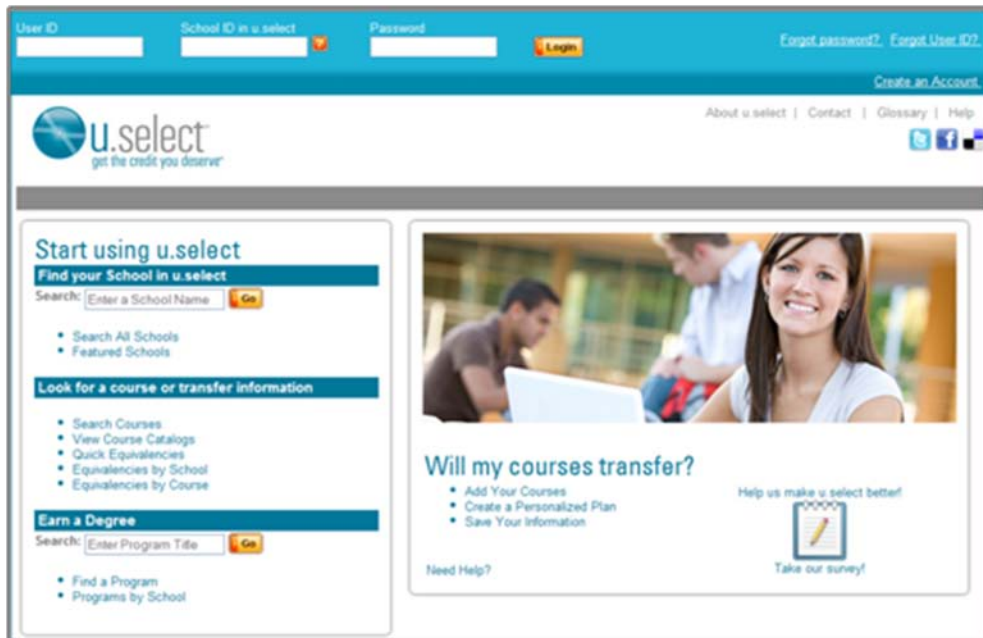 User ID School ID in u.select Password
? Login
Forgot password? Forgot User ID?
Create an Account
About u.select | Contact | Glossary | Help
u.select
get the credit you deserve
Start using u.select
Find your School in u.select
Search: Enter a School Name Go
Search All Schools
Featured Schools
Look for a course or transfer information
Search Courses
View Course Catalogs
Quick Equivalencies
Equivalencies by School
Equivalencies by Course
Earn a Degree
Search: Enter Program Title Go
Find a Program
Programs by School
Will my courses transfer?
Add Your Courses
Create a Personalized Plan
Save Your Information
Need Help?
Help us make u.select better!
Take our survey!